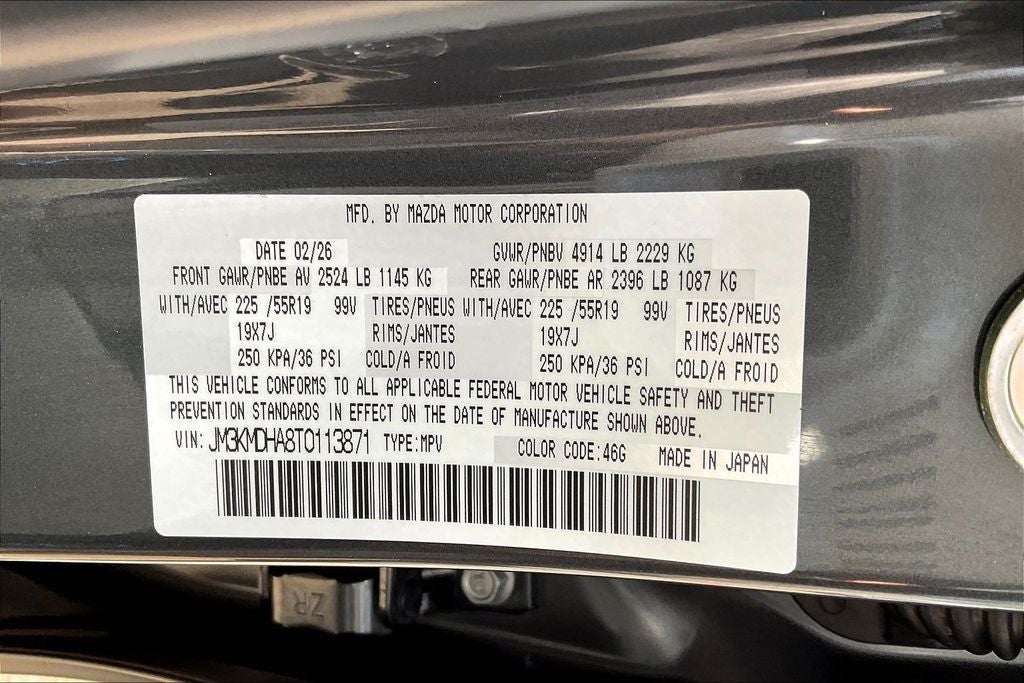 MFD. BY MAZDA MOTOR CORPORATION
DATE 02/26 GVWR/PNBV 4914 LB 2229 KG
FRONT GAWR/PNBE AV 2524 LB 1145 KG REAR GAWR/PNBE AR 2396 LB 1087 KG
WITH/AVEC 225 /55R19 99V TIRES/PNEUS WITH/AVEC 225 /55R19 99V TIRES/PNEUS
19X7J RIMS/JANTES 19X7J RIMS/JANTES
250 KPA/36 PSI COLD/A FROID 250 KPA/36 PSI COLD/A FROID
THIS VEHICLE CONFORMS TO ALL APPLICABLE FEDERAL MOTOR VEHICLE SAFETY AND THEFT
PREVENTION STANDARDS IN EFFECT ON THE DATE OF MANUFACTURE SHOWN ABOVE.
VIN: JM3KMDHA8T0113871 TYPE:MPV COLOR CODE:46G MADE IN JAPAN
ZR